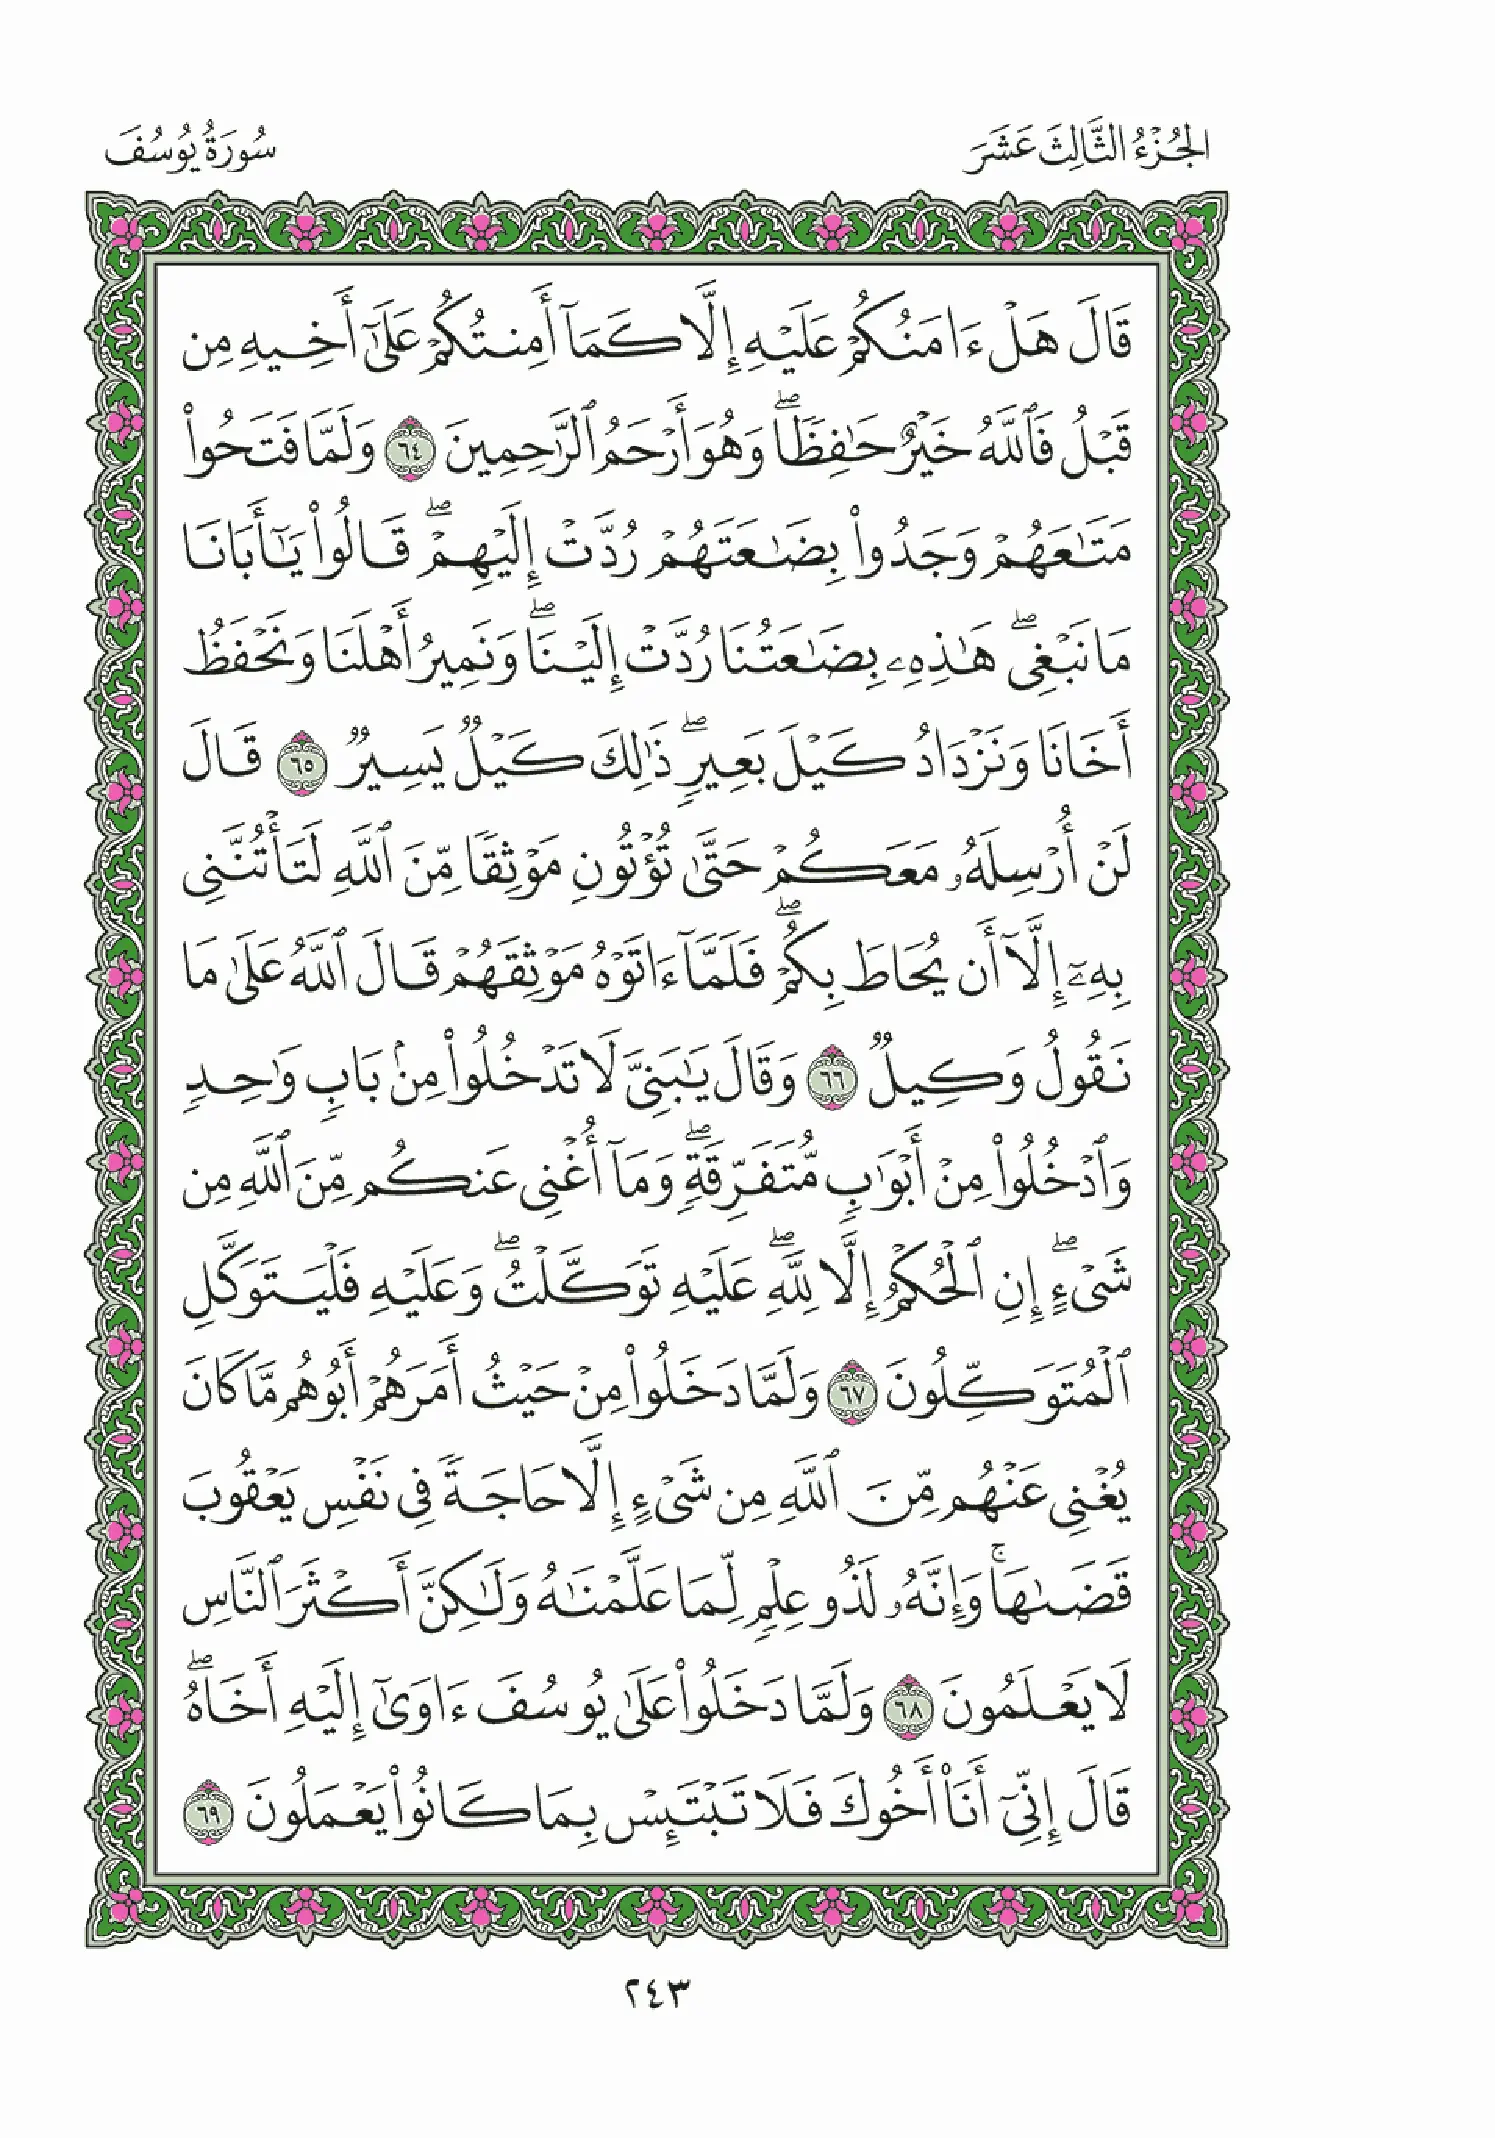 الجُزْءُ الثَّالِثَ عَشَرَ
سُورَةُ يُوسُفَ
قَالَ هَلْ ءَامَنُكُمْ عَلَيْهِ إِلَّا كَمَآ أَمِنتُكُمْ عَلَىٰٓ أَخِيهِ مِن
قَبْلُ فَٱللَّهُ خَيْرٌ حَٰفِظًاۖ وَهُوَ أَرْحَمُ ٱلرَّٰحِمِينَ ٦٤ وَلَمَّا فَتَحُوا۟
مَتَٰعَهُمْ وَجَدُوا۟ بِضَٰعَتَهُمْ رُدَّتْ إِلَيْهِمْۖ قَالُوا۟ يَٰٓأَبَانَا
مَا نَبْغِىۖ هَٰذِهِۦ بِضَٰعَتُنَا رُدَّتْ إِلَيْنَاۖ وَنَمِيرُ أَهْلَنَا وَنَحْفَظُ
أَخَانَا وَنَزْدَادُ كَيْلَ بَعِيرٍۖ ذَٰلِكَ كَيْلٌ يَسِيرٌ ٦٥ قَالَ
لَنْ أُرْسِلَهُۥ مَعَكُمْ حَتَّىٰ تُؤْتُونِ مَوْثِقًا مِّنَ ٱللَّهِ لَتَأْتُنَّنِى
بِهِۦٓ إِلَّآ أَن يُحَاطَ بِكُمْۖ فَلَمَّآ ءَاتَوْهُ مَوْثِقَهُمْ قَالَ ٱللَّهُ عَلَىٰ مَا
نَقُولُ وَكِيلٌ ٦٦ وَقَالَ يَٰبَنِىَّ لَا تَدْخُلُوا۟ مِنۢ بَابٍ وَٰحِدٍ
وَٱدْخُلُوا۟ مِنْ أَبْوَٰبٍ مُّتَفَرِّقَةٍۖ وَمَآ أُغْنِى عَنكُم مِّنَ ٱللَّهِ مِن
شَىْءٍۖ إِنِ ٱلْحُكْمُ إِلَّا لِلَّهِۖ عَلَيْهِ تَوَكَّلْتُۖ وَعَلَيْهِ فَلْيَتَوَكَّلِ
ٱلْمُتَوَكِّلُونَ ٦٧ وَلَمَّا دَخَلُوا۟ مِنْ حَيْثُ أَمَرَهُمْ أَبُوهُم مَّا كَانَ
يُغْنِى عَنْهُم مِّنَ ٱللَّهِ مِن شَىْءٍ إِلَّا حَاجَةً فِى نَفْسِ يَعْقُوبَ
قَضَىٰهَاۚ وَإِنَّهُۥ لَذُو عِلْمٍ لِّمَا عَلَّمْنَٰهُ وَلَٰكِنَّ أَكْثَرَ ٱلنَّاسِ
لَا يَعْلَمُونَ ٦٨ وَلَمَّا دَخَلُوا۟ عَلَىٰ يُوسُفَ ءَاوَىٰٓ إِلَيْهِ أَخَاهُۖ
قَالَ إِنِّىٓ أَنَا۠ أَخُوكَ فَلَا تَبْتَئِسْ بِمَا كَانُوا۟ يَعْمَلُونَ ٦٩
٢٤٣